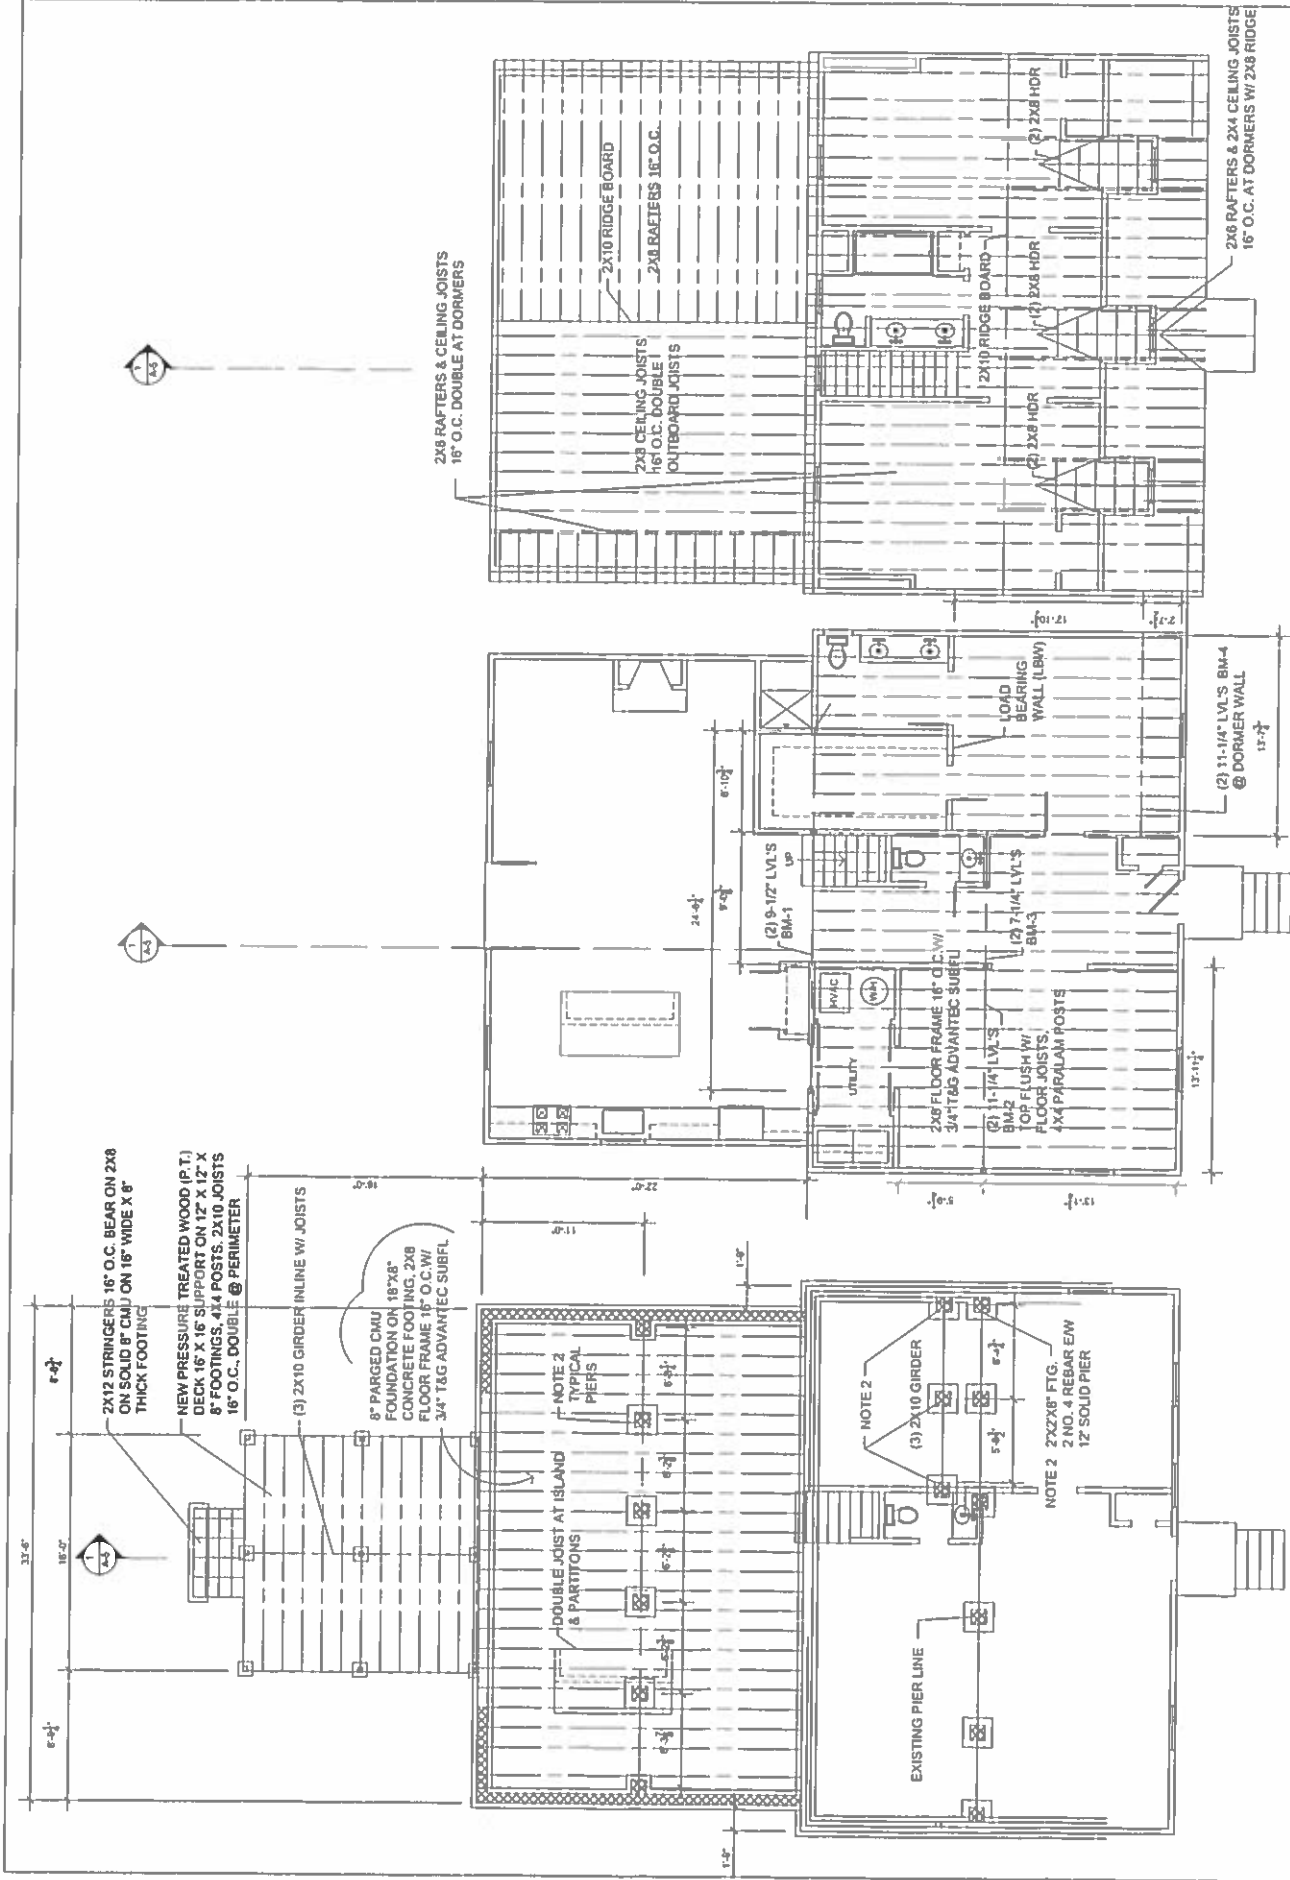 33'-6"
16'-0"
1
A-5
2X12 STRINGERS 16" O.C. BEAR ON 2X8
ON SOLID 8" CMU ON 16" WIDE X 8"
THICK FOOTING
NEW PRESSURE TREATED WOOD (P.T.)
DECK 16' X 16' SUPPORT ON 12" X 12" X
8" FOOTINGS, 4X4 POSTS, 2X10 JOISTS
16" O.C., DOUBLE @ PERIMETER
(3) 2X10 GIRDER INLINE W/ JOISTS
8" PARGED CMU
FOUNDATION ON 18"X8"
CONCRETE FOOTING, 2X8
FLOOR FRAME 16" O.C.W/
3/4" T&G ADVANTEC SUBFL
16'-0"
22'-0"
11'-0"
DOUBLE JOIST AT ISLAND
& PARTITONS
NOTE 2
TYPICAL
PIERS
EXISTING PIER LINE
NOTE 2
(3) 2X10 GIRDER
NOTE 2 2'X2'X8" FTG.
2 NO. 4 REBAR E/W
12" SOLID PIER
1
A-5
(2) 9-1/2" LVL'S
BM-1
UP
HVAC
W/H
UTILITY
2X8 FLOOR FRAME 16" O.C.W/
3/4" T&G ADVANTEC SUBFL
(2) 11-1/4" LVL'S
BM-2
TOP FLUSH W/
FLOOR JOISTS,
4X4 PARALAM POSTS
(2) 7-1/4" LVL'S
BM-3
LOAD
BEARING
WALL (LBW)
(2) 11-1/4" LVL'S BM-4
@ DORMER WALL
1
A-5
2X8 RAFTERS & CEILING JOISTS
16" O.C. DOUBLE AT DORMERS
2X10 RIDGE BOARD
2X8 RAFTERS 16" O.C.
2X8 CEILING JOISTS
16" O.C. DOUBLE
OUTBOARD JOISTS
2X10 RIDGE BOARD
(2) 2X8 HDR
(2) 2X8 HDR
(2) 2X8 HDR
2X6 RAFTERS & 2X4 CEILING JOISTS
16" O.C. AT DORMERS W/ 2X8 RIDGE